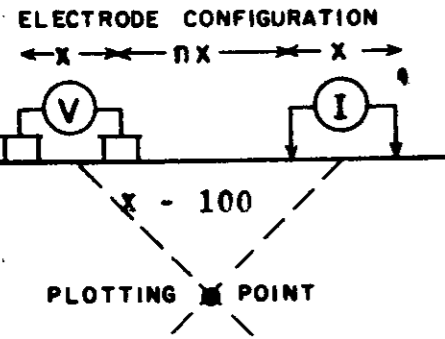 ELECTRODE CONFIGURATION
x nx x
V I
x - 100
PLOTTING POINT